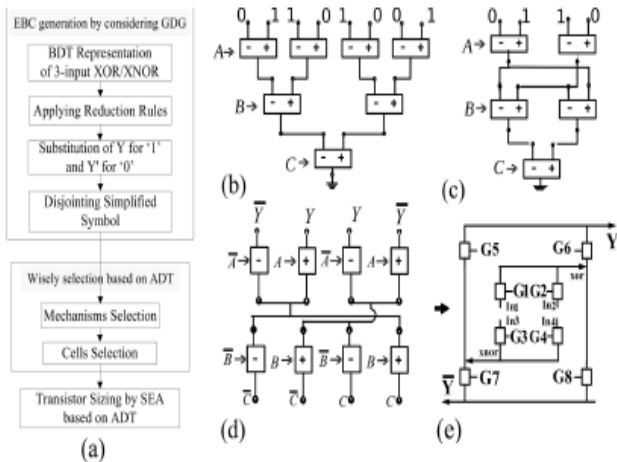 EBC generation by considering GDG
BDT Representation
of 3-input XOR/XNOR
Applying Reduction Rules
Substitution of Y for '1'
and Y' for '0'
Disjointing Simplified
Symbol
Wisely selection based on ADT
Mechanisms Selection
Cells Selection
Transistor Sizing by SEA
based on ADT
(a)
0 1 1 0 1 0 0 1
A - + - + - + - +
B - + - +
C - +
(b)
0 1 1 0
A - + - +
B - + - +
C - +
(c)
Y̅ Y Y Y̅
A̅ - A + A̅ - A +
B̅ - B + B̅ - B +
C̅ C̅ C C
(d)
Y
G5 G6
xor
G1 G2
In1 In2
In3 In4
G3 G4
xnor
G7 G8
Y̅
(e)